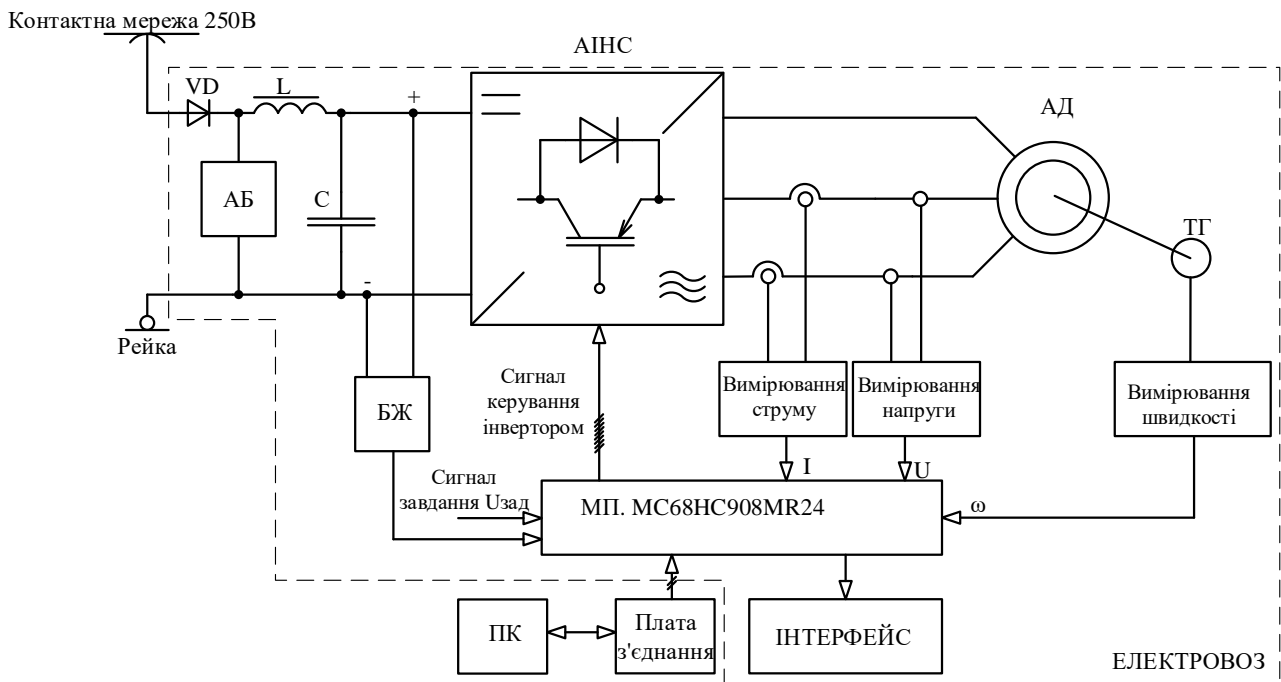 Контактна мережа 250В
АІНС
VD
L
+
АД
АБ
С
ТГ
-
Рейка
Сигнал
керування
інвертором
Вимірювання
струму
Вимірювання
напруги
Вимірювання
швидкості
БЖ
I
U
Сигнал
завдання Uзад
МП. MC68HC908MR24
ω
ПК
Плата
з'єднання
ІНТЕРФЕЙС
ЕЛЕКТРОВОЗ